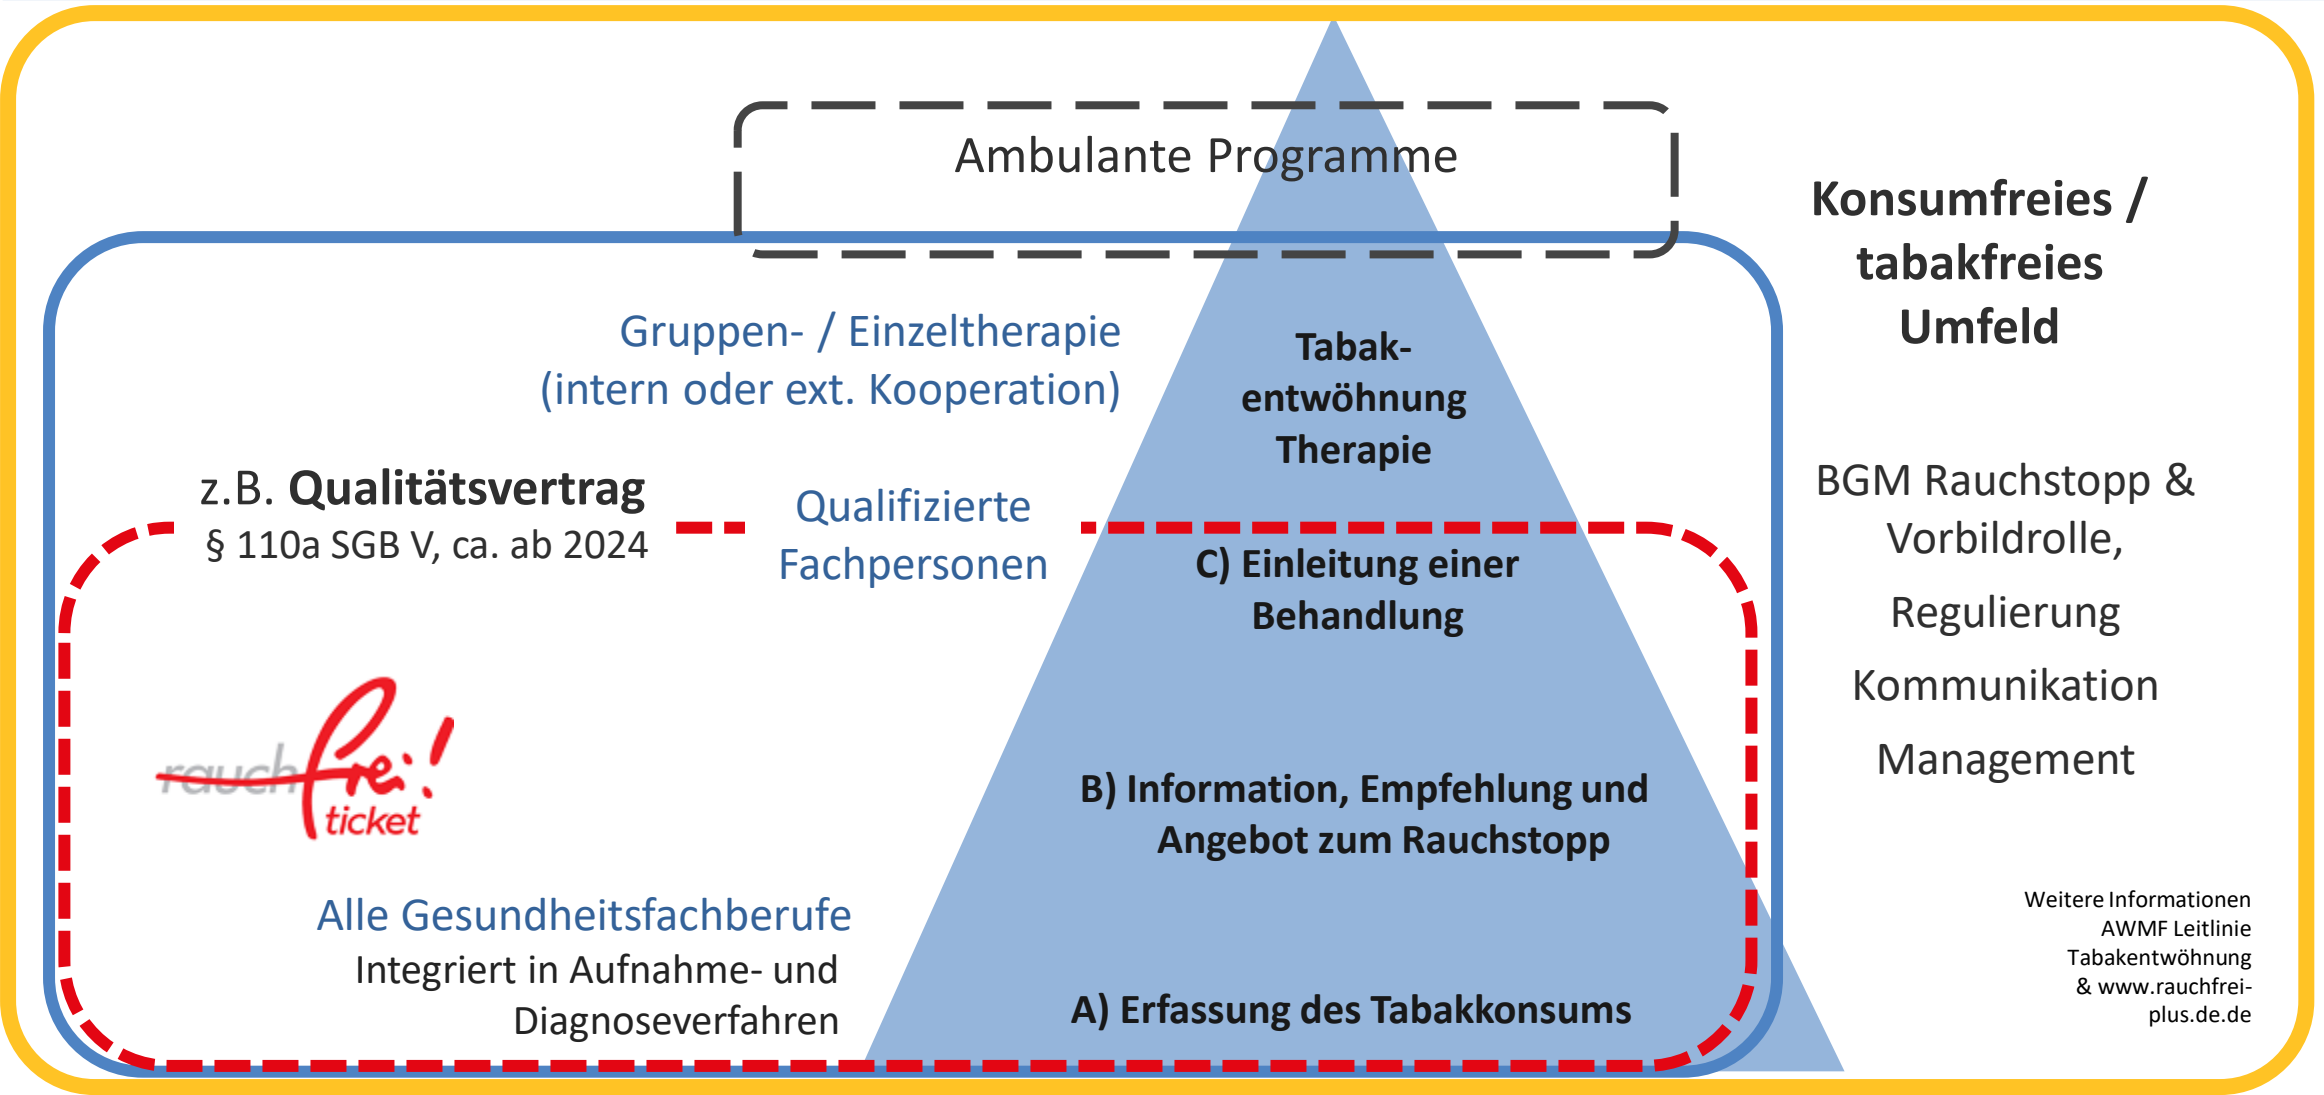 Ambulante Programme
Konsumfreies /
tabakfreies
Umfeld
Gruppen- / Einzeltherapie
(intern oder ext. Kooperation)
Tabak-
entwöhnung
Therapie
z.B. Qualitätsvertrag
§ 110a SGB V, ca. ab 2024
Qualifizierte
Fachpersonen
C) Einleitung einer
Behandlung
BGM Rauchstopp &
Vorbildrolle,
Regulierung
Kommunikation
Management
rauchfrei!
ticket
B) Information, Empfehlung und
Angebot zum Rauchstopp
Alle Gesundheitsfachberufe
Integriert in Aufnahme- und
Diagnoseverfahren
A) Erfassung des Tabakkonsums
Weitere Informationen
AWMF Leitlinie
Tabakentwöhnung
& www.rauchfrei-
plus.de.de